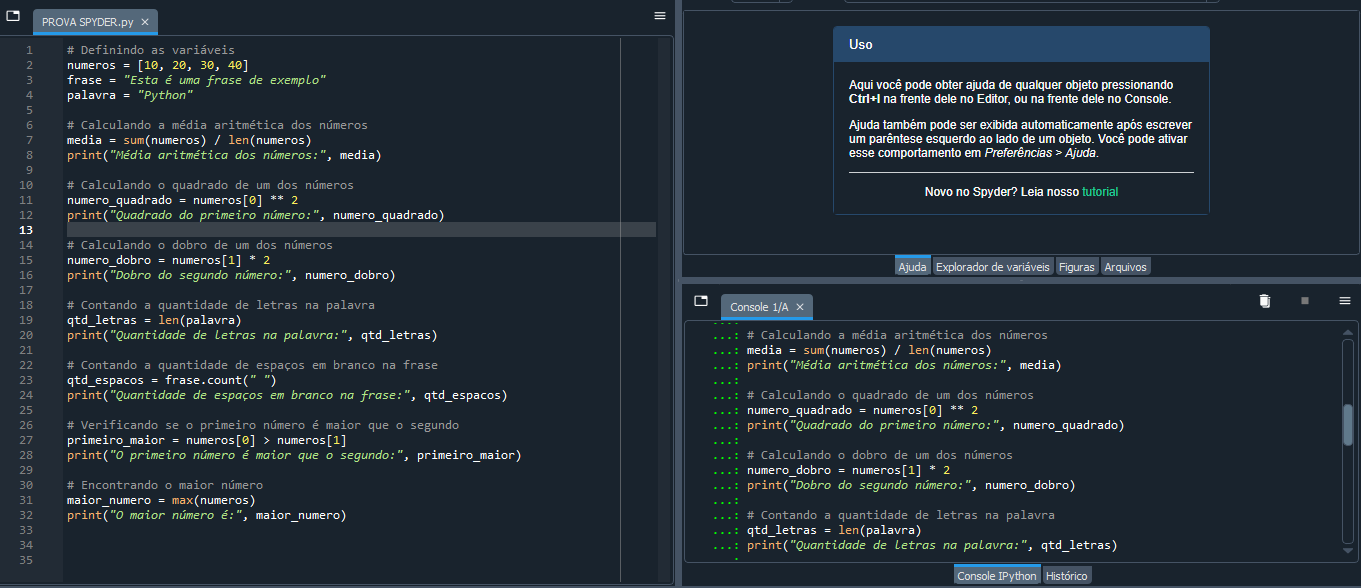 PROVA SPYDER.py
1 # Definindo as variáveis
2 numeros = [10, 20, 30, 40]
3 frase = "Esta é uma frase de exemplo"
4 palavra = "Python"
5
6 # Calculando a média aritmética dos números
7 media = sum(numeros) / len(numeros)
8 print("Média aritmética dos números:", media)
9
10 # Calculando o quadrado de um dos números
11 numero_quadrado = numeros[0] ** 2
12 print("Quadrado do primeiro número:", numero_quadrado)
13
14 # Calculando o dobro de um dos números
15 numero_dobro = numeros[1] * 2
16 print("Dobro do segundo número:", numero_dobro)
17
18 # Contando a quantidade de letras na palavra
19 qtd_letras = len(palavra)
20 print("Quantidade de letras na palavra:", qtd_letras)
21
22 # Contando a quantidade de espaços em branco na frase
23 qtd_espacos = frase.count(" ")
24 print("Quantidade de espaços em branco na frase:", qtd_espacos)
25
26 # Verificando se o primeiro número é maior que o segundo
27 primeiro_maior = numeros[0] > numeros[1]
28 print("O primeiro número é maior que o segundo:", primeiro_maior)
29
30 # Encontrando o maior número
31 maior_numero = max(numeros)
32 print("O maior número é:", maior_numero)
33
34
35
Uso
Aqui você pode obter ajuda de qualquer objeto pressionando
Ctrl+I na frente dele no Editor, ou na frente dele no Console.
Ajuda também pode ser exibida automaticamente após escrever
um parêntese esquerdo ao lado de um objeto. Você pode ativar
esse comportamento em Preferências > Ajuda.
Novo no Spyder? Leia nosso tutorial
Ajuda Explorador de variáveis Figuras Arquivos
Console 1/A
...: # Calculando a média aritmética dos números
...: media = sum(numeros) / len(numeros)
...: print("Média aritmética dos números:", media)
...:
...: # Calculando o quadrado de um dos números
...: numero_quadrado = numeros[0] ** 2
...: print("Quadrado do primeiro número:", numero_quadrado)
...:
...: # Calculando o dobro de um dos números
...: numero_dobro = numeros[1] * 2
...: print("Dobro do segundo número:", numero_dobro)
...:
...: # Contando a quantidade de letras na palavra
...: qtd_letras = len(palavra)
...: print("Quantidade de letras na palavra:", qtd_letras)
Console IPython Histórico